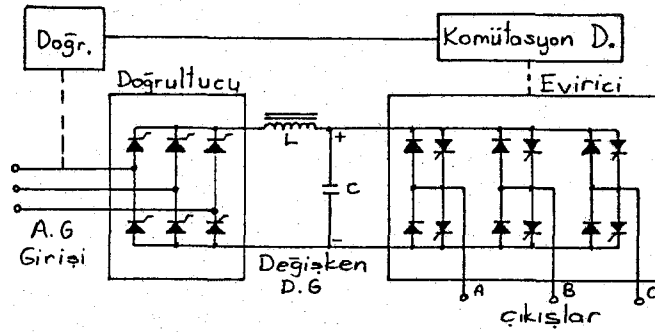 Doğr.
Komütasyon D.
Doğrultucu
Evirici
L
+
C
-
A.G
Girişi
Değişken
D.G
A
B
C
çıkışlar